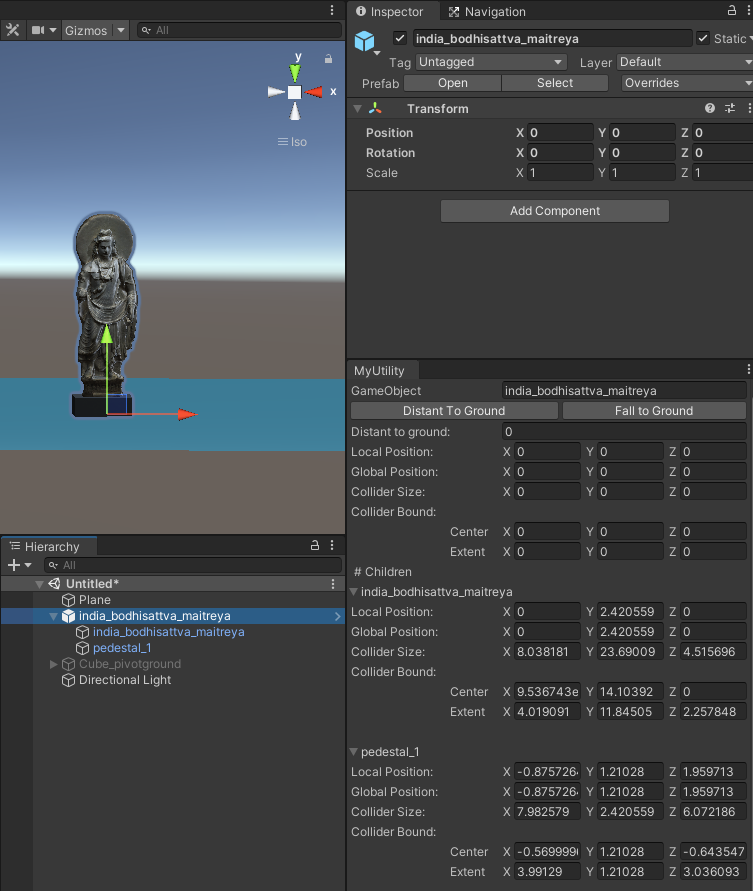 Gizmos
All
y
x
Iso
Hierarchy
All
Untitled*
Plane
india_bodhisattva_maitreya
india_bodhisattva_maitreya
pedestal_1
Cube_pivotground
Directional Light
Inspector
Navigation
india_bodhisattva_maitreya
Static
Tag Untagged Layer Default
Prefab Open Select Overrides
Transform
Position X 0 Y 0 Z 0
Rotation X 0 Y 0 Z 0
Scale X 1 Y 1 Z 1
Add Component
MyUtility
GameObject india_bodhisattva_maitreya
Distant To Ground Fall to Ground
Distant to ground: 0
Local Position: X 0 Y 0 Z 0
Global Position: X 0 Y 0 Z 0
Collider Size: X 0 Y 0 Z 0
Collider Bound:
Center X 0 Y 0 Z 0
Extent X 0 Y 0 Z 0
# Children
india_bodhisattva_maitreya
Local Position: X 0 Y 2.420559 Z 0
Global Position: X 0 Y 2.420559 Z 0
Collider Size: X 8.038181 Y 23.69009 Z 4.515696
Collider Bound:
Center X 9.536743e Y 14.10392 Z 0
Extent X 4.019091 Y 11.84505 Z 2.257848
pedestal_1
Local Position: X -0.875726 Y 1.21028 Z 1.959713
Global Position: X -0.875726 Y 1.21028 Z 1.959713
Collider Size: X 7.982579 Y 2.420559 Z 6.072186
Collider Bound:
Center X -0.569999 Y 1.21028 Z -0.643547
Extent X 3.99129 Y 1.21028 Z 3.036093